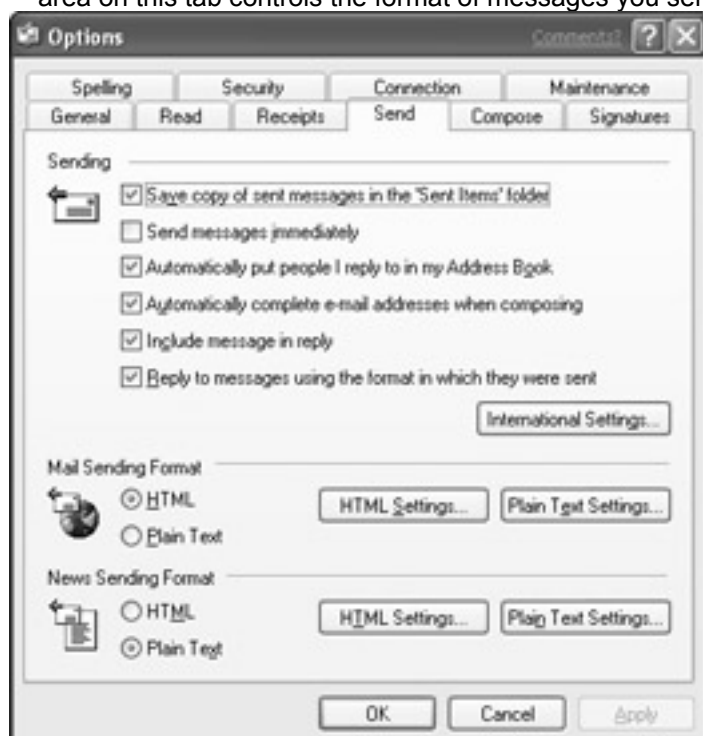 area on this tab controls the format of messages you
Options Comments? ? X
Spelling Security Connection Maintenance
General Read Receipts Send Compose Signatures
Sending
Save copy of sent messages in the 'Sent Items' folder
Send messages immediately
Automatically put people I reply to in my Address Book
Automatically complete e-mail addresses when composing
Include message in reply
Reply to messages using the format in which they were sent
International Settings...
Mail Sending Format
HTML HTML Settings... Plain Text Settings...
Plain Text
News Sending Format
HTML HTML Settings... Plain Text Settings...
Plain Text
OK Cancel Apply